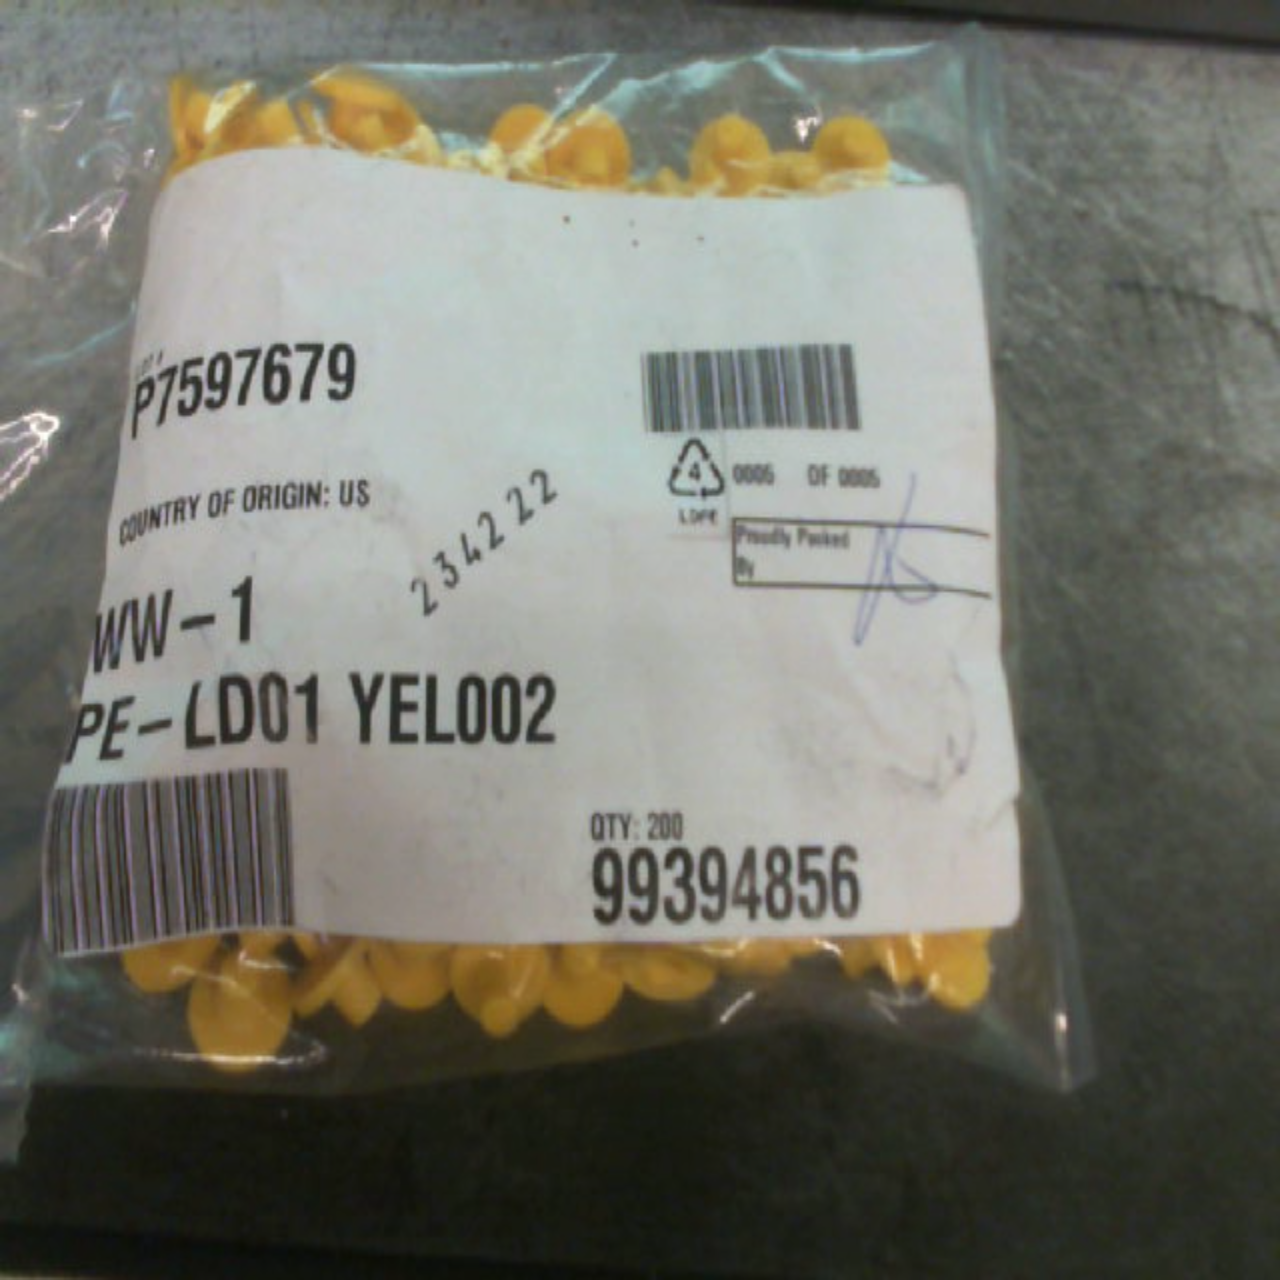 LOT #
P7597679
COUNTRY OF ORIGIN: US
234222
WW-1
PE-LD01 YEL002
4
LDPE
0005 OF 0005
Proudly Packed
By
QTY: 200
99394856